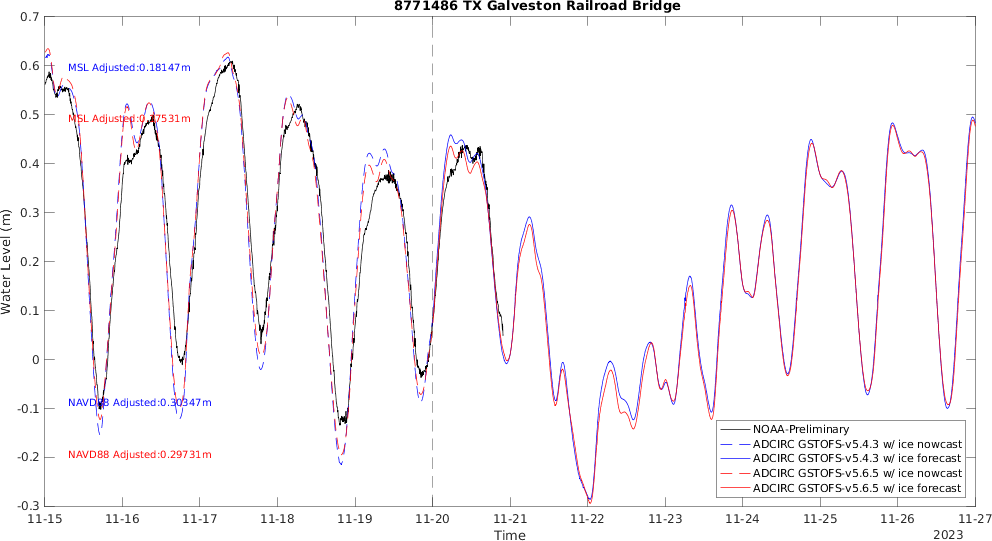 8771486 TX Galveston Railroad Bridge
0.7
0.6
0.5
0.4
0.3
0.2
0.1
0
-0.1
-0.2
-0.3
Water Level (m)
MSL Adjusted:0.18147m
MSL Adjusted:0.17531m
NAVD88 Adjusted:0.30347m
NAVD88 Adjusted:0.29731m
NOAA-Preliminary
ADCIRC GSTOFS-v5.4.3 w/ ice nowcast
ADCIRC GSTOFS-v5.4.3 w/ ice forecast
ADCIRC GSTOFS-v5.6.5 w/ ice nowcast
ADCIRC GSTOFS-v5.6.5 w/ ice forecast
11-15 11-16 11-17 11-18 11-19 11-20 11-21 11-22 11-23 11-24 11-25 11-26 11-27
Time
2023